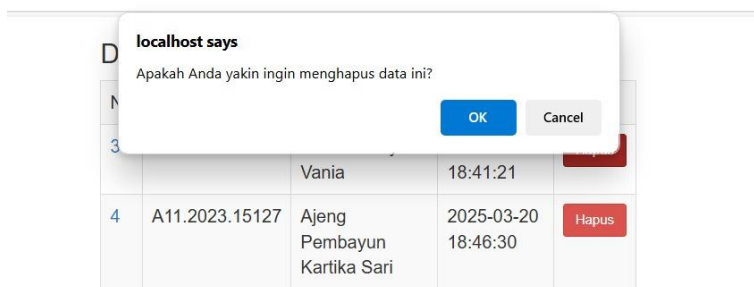 localhost says
Apakah Anda yakin ingin menghapus data ini?
OK Cancel
D
N
3
Vania 18:41:21
4 A11.2023.15127 Ajeng 2025-03-20 Hapus
Pembayun 18:46:30
Kartika Sari